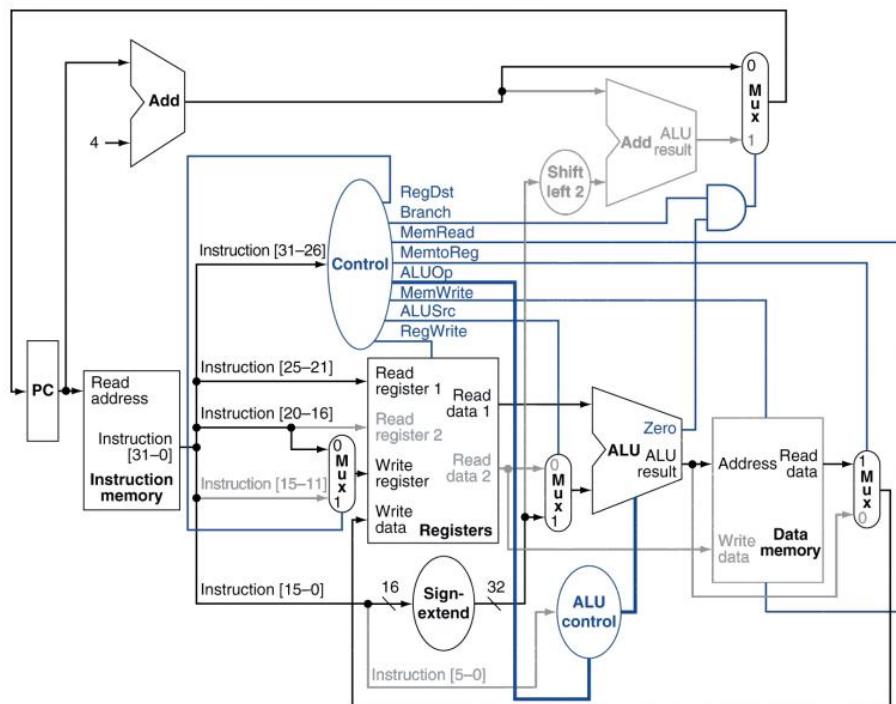 0
M
u
x
1
Add
4
Add ALU
result
Shift
left 2
RegDst
Branch
MemRead
MemtoReg
ALUOp
MemWrite
ALUSrc
RegWrite
Control
Instruction [31–26]
Instruction [25–21]
Instruction [20–16]
Instruction [15–11]
Instruction [15–0]
Instruction [5–0]
PC
Read
address
Instruction
[31–0]
Instruction
memory
0
M
u
x
1
Read
register 1
Read
register 2
Write
register
Write
data
Read
data 1
Read
data 2
Registers
16
Sign-
extend
32
0
M
u
x
1
Zero
ALU ALU
result
ALU
control
Address
Read
data
Write
data
Data
memory
1
M
u
x
0